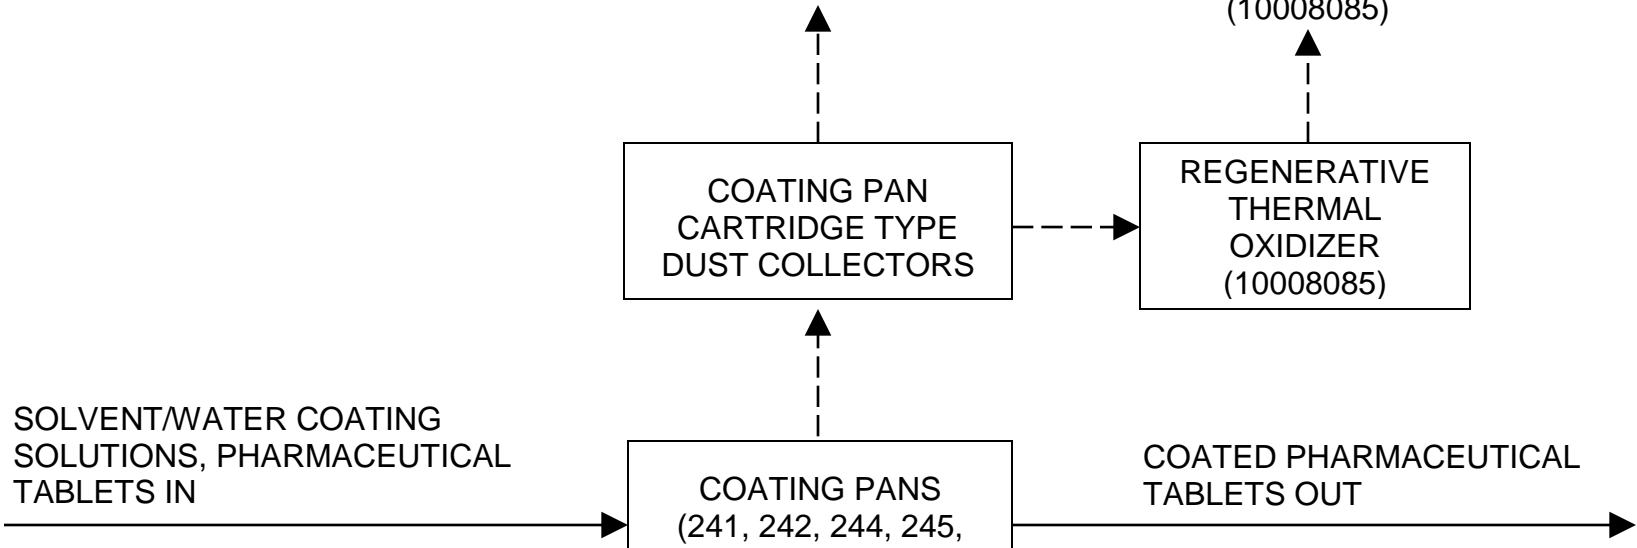 (10008085)
COATING PAN
CARTRIDGE TYPE
DUST COLLECTORS
REGENERATIVE
THERMAL
OXIDIZER
(10008085)
SOLVENT/WATER COATING
SOLUTIONS, PHARMACEUTICAL
TABLETS IN
COATING PANS
(241, 242, 244, 245,
COATED PHARMACEUTICAL
TABLETS OUT